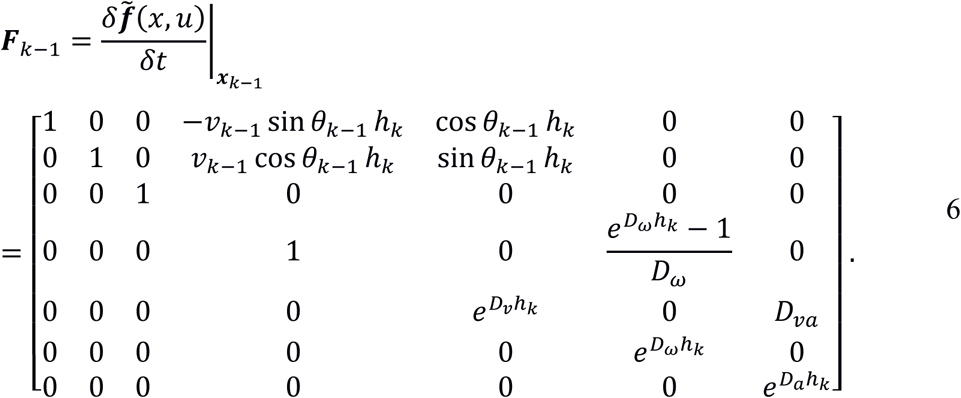 F_{k−1} = δf̃(x, u) / δt |_{x_{k−1}}
= [ 1 0 0 −v_{k−1} sin θ_{k−1} h_k cos θ_{k−1} h_k 0 0
0 1 0 v_{k−1} cos θ_{k−1} h_k sin θ_{k−1} h_k 0 0
0 0 1 0 0 0 0
0 0 0 1 0 (e^{D_ω h_k} − 1) / D_ω 0
0 0 0 0 e^{D_v h_k} 0 D_{va}
0 0 0 0 0 e^{D_ω h_k} 0
0 0 0 0 0 0 e^{D_a h_k} ] .
6